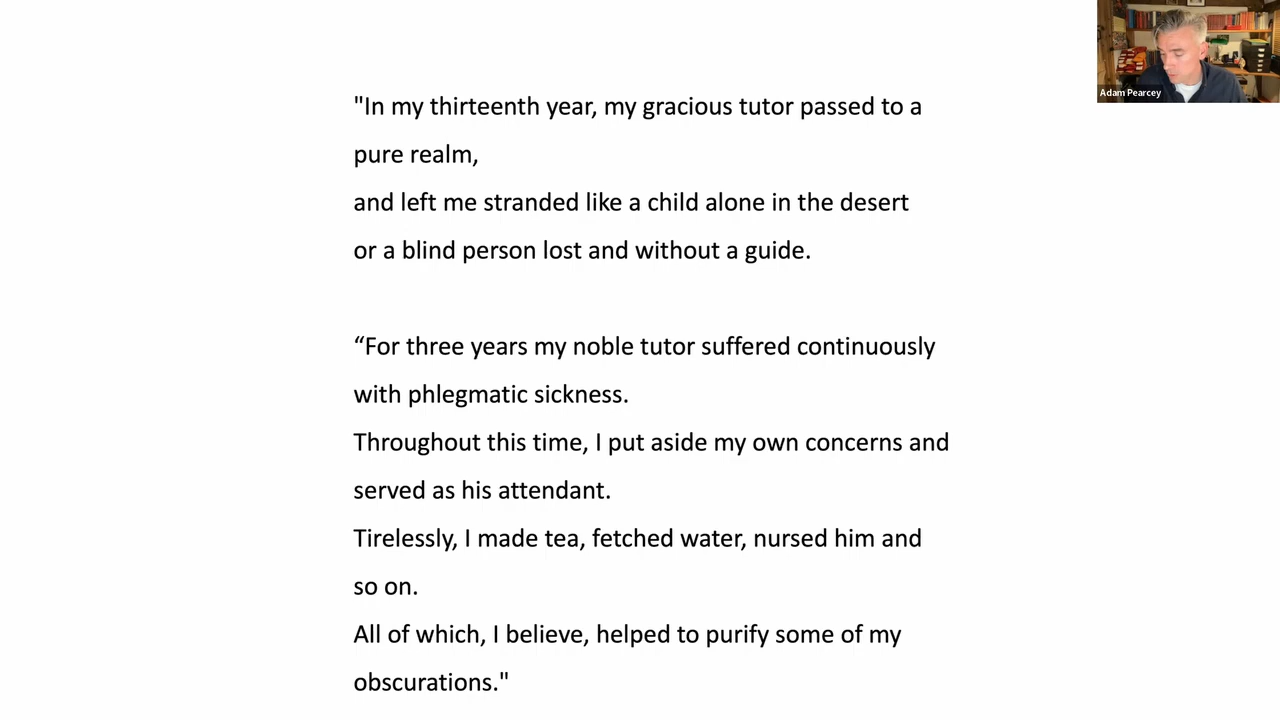 Adam Pearcey
"In my thirteenth year, my gracious tutor passed to a
pure realm,
and left me stranded like a child alone in the desert
or a blind person lost and without a guide.
“For three years my noble tutor suffered continuously
with phlegmatic sickness.
Throughout this time, I put aside my own concerns and
served as his attendant.
Tirelessly, I made tea, fetched water, nursed him and
so on.
All of which, I believe, helped to purify some of my
obscurations."